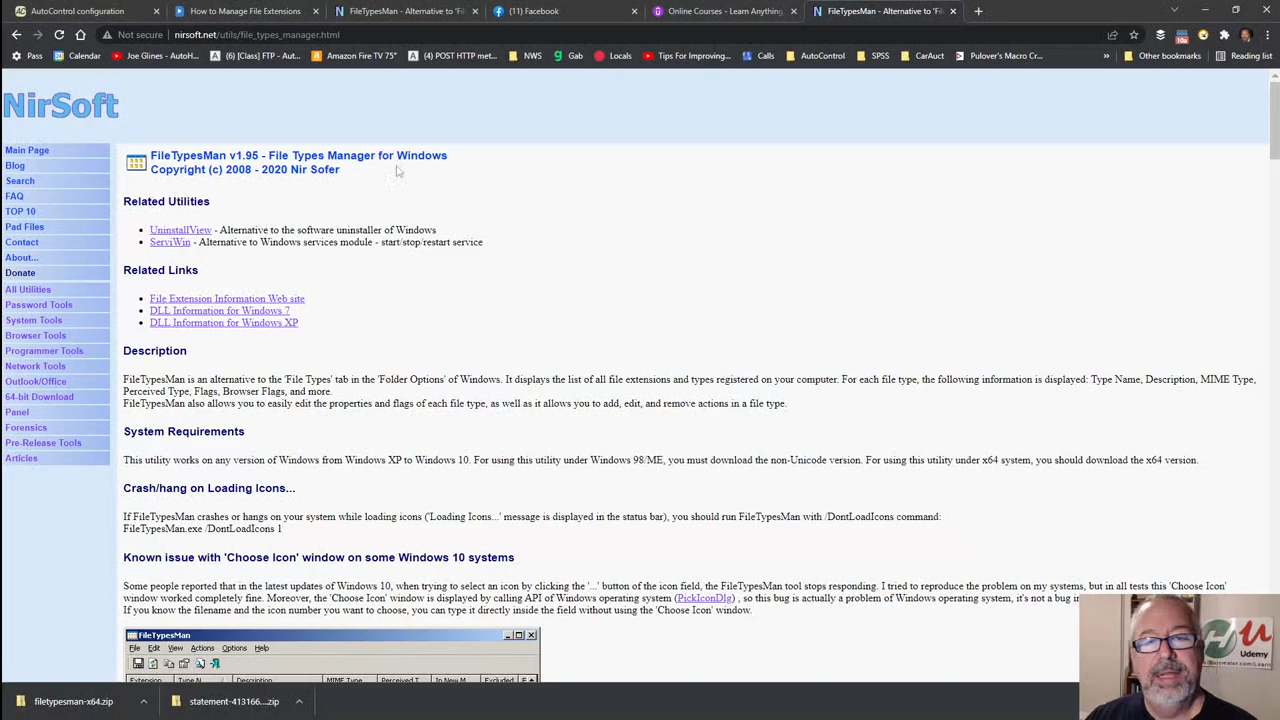 AutoControl configuration
File Types Menus and Extensions
FileTypesMan - Alternative to 'Fi
(11) Facebook
Online Courses - Learn Anything
FileTypesMan - Alternative to 'Fi
Not secure
nirsoft.net/utils/file_types_manager.html
Pass
Calendar
Joe Glines - AutoH...
(6) [Class] FTP - Aut...
Amazon Fire TV 75"
(4) POST HTTP met...
NWS
Gab
Locals
Tips For Improving...
CC
AutoControl
SPSS
CarAuct
Pulover's Macro Cr...
Other bookmarks
Reading list
NirSoft
Main Page
Blog
Search
FAQ
TOP 10
Pad Files
Contact
About...
Donate
All Utilities
Password Tools
System Tools
Browser Tools
Programmer Tools
Network Tools
Outlook/Office
64-bit Download
Panel
Forensics
Pre-Release Tools
Articles
FileTypesMan v1.95 - File Types Manager for Windows
Copyright (c) 2008 - 2020 Nir Sofer
Related Utilities
UninstallView - Alternative to the software uninstaller of Windows
ServiWin - Alternative to Windows services module - start/stop/restart service
Related Links
File Extension Information Web site
DLL Information for Windows 7
DLL Information for Windows XP
Description
FileTypesMan is an alternative to the 'File Types' tab in the 'Folder Options' of Windows. It displays the list of all file extensions and types registered on your computer. For each file type, the following information is displayed: Type Name, Description, MIME Type,
Perceived Type, Flags, Browser Flags, and more.
FileTypesMan also allows you to easily edit the properties and flags of each file type, as well as it allows you to add, edit, and remove actions in a file type.
System Requirements
This utility works on any version of Windows from Windows XP to Windows 10. For using this utility under Windows 98/ME, you must download the non-Unicode version. For using this utility under x64 system, you should download the x64 version.
Crash/hang on Loading Icons...
If FileTypesMan crashes or hangs on your system while loading icons ('Loading Icons...' message is displayed in the status bar), you should run FileTypesMan with /DontLoadIcons command:
FileTypesMan.exe /DontLoadIcons 1
Known issue with 'Choose Icon' window on some Windows 10 systems
Some people reported that in the latest updates of Windows 10, when trying to select an icon by clicking the '...' button of the icon field, the FileTypesMan tool stops responding. I tried to reproduce the problem on my systems, but in all tests this 'Choose Icon'
window worked completely fine. Moreover, the 'Choose Icon' window is displayed by calling API of Windows operating system (PickIconDlg) , so this bug is actually a problem of Windows operating system, it's not a bug in
If you know the filename and the icon number you want to choose, you can type it directly inside the field without using the 'Choose Icon' window.
FileTypesMan
File Edit View Actions Options Help
Extension
Description
MIME Type
Perceived T...
In New M...
Excluded
Udemy
filetypesman-x64.zip
statement-413166....zip